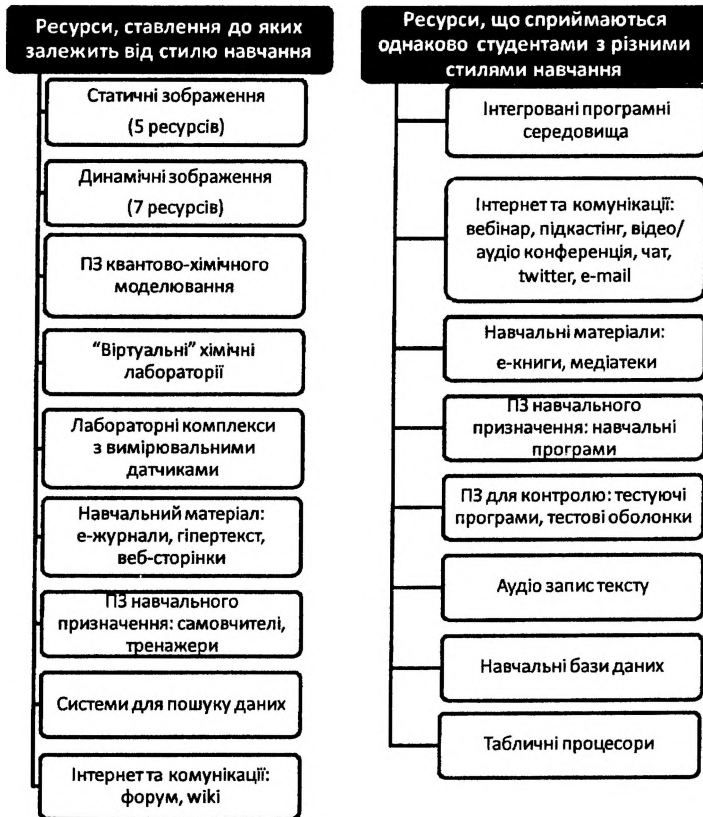 Ресурси, ставлення до яких
залежить від стилю навчання
Статичні зображення
(5 ресурсів)
Динамічні зображення
(7 ресурсів)
ПЗ квантово-хімічного
моделювання
“Віртуальні” хімічні
лабораторії
Лабораторні комплекси
з вимірювальними
датчиками
Навчальний матеріал:
е-журнали, гіпертекст,
веб-сторінки
ПЗ навчального
призначення: самовчителі,
тренажери
Системи для пошуку даних
Інтернет та комунікації:
форум, wiki
Ресурси, що сприймаються
однаково студентами з різними
стилями навчання
Інтегровані програмні
середовища
Інтернет та комунікації:
вебінар, підкастінг, відео/
аудіо конференція, чат,
twitter, e-mail
Навчальні матеріали:
е-книги, медіатеки
ПЗ навчального
призначення: навчальні
програми
ПЗ для контролю: тестуючі
програми, тестові оболонки
Аудіо запис тексту
Навчальні бази даних
Табличні процесори